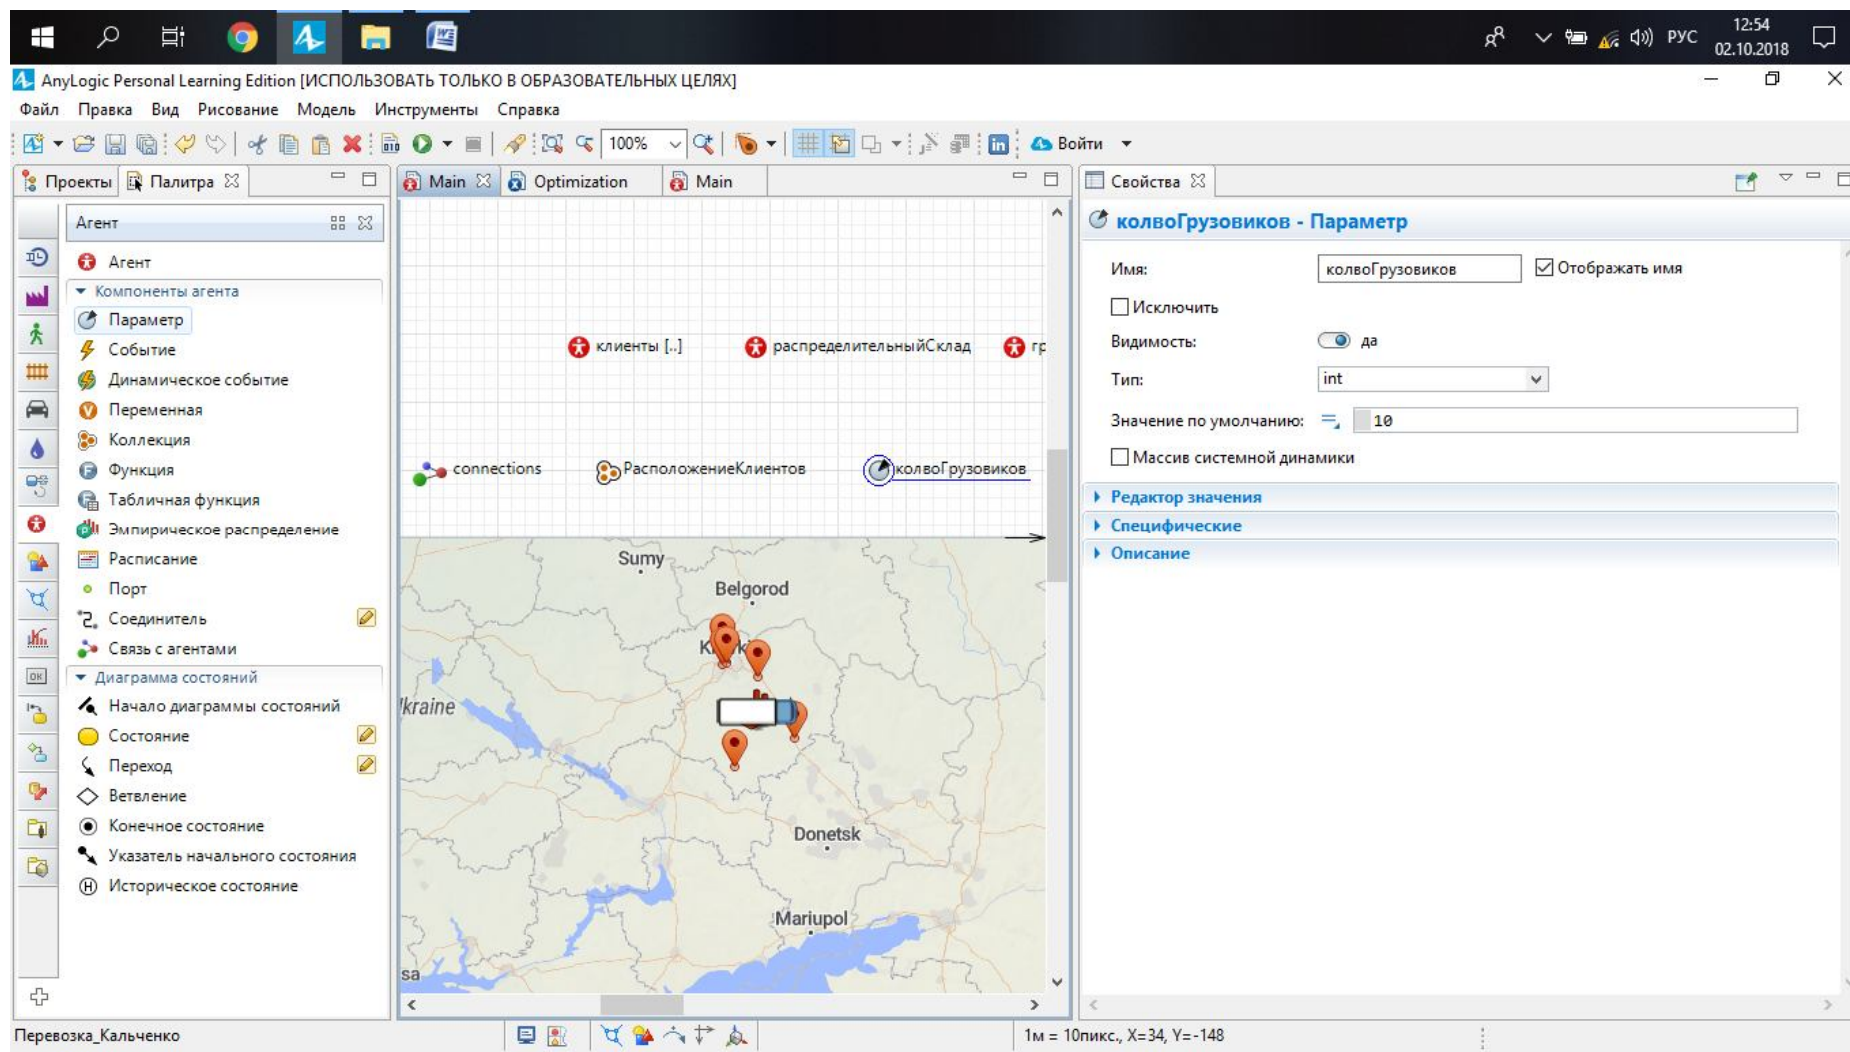 12:54
РУС
02.10.2018
AnyLogic Personal Learning Edition [ИСПОЛЬЗОВАТЬ ТОЛЬКО В ОБРАЗОВАТЕЛЬНЫХ ЦЕЛЯХ]
Файл Правка Вид Рисование Модель Инструменты Справка
100%
Войти
Проекты Палитра
Агент
Агент
Компоненты агента
Параметр
Событие
Динамическое событие
Переменная
Коллекция
Функция
Табличная функция
Эмпирическое распределение
Расписание
Порт
Соединитель
Связь с агентами
Диаграмма состояний
Начало диаграммы состояний
Состояние
Переход
Ветвление
Конечное состояние
Указатель начального состояния
Историческое состояние
Main Optimization Main
клиенты [..] распределительныйСклад гр
connections РасположениеКлиентов колвоГрузовиков
Sumy
Belgorod
kraine
Donetsk
Mariupol
sa
Свойства
колвоГрузовиков - Параметр
Имя: колвоГрузовиков Отображать имя
Исключить
Видимость: да
Тип: int
Значение по умолчанию: 10
Массив системной динамики
Редактор значения
Специфические
Описание
Перевозка_Кальченко
1м = 10пикс., X=34, Y=-148